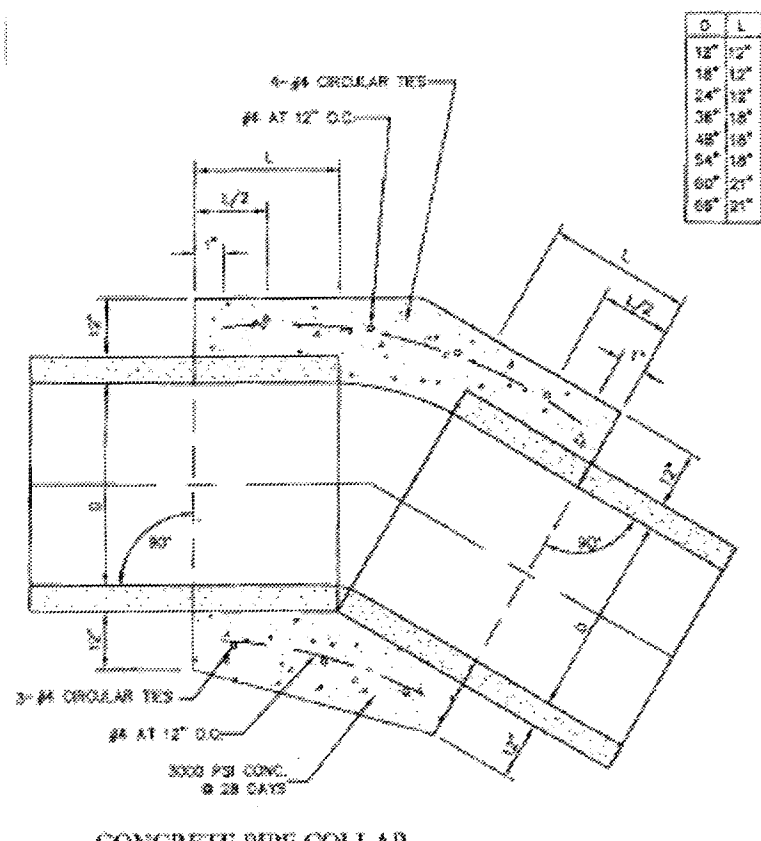 D L
12" 12"
18" 12"
24" 12"
36" 18"
48" 18"
54" 18"
60" 21"
66" 21"
4-#4 CIRCULAR TIES
#4 AT 12" O.C.
L
L/2
1"
L
L/2
1"
12"
D
90°
12"
12"
90°
D
12"
3-#4 CIRCULAR TIES
#4 AT 12" O.C.
3000 PSI CONC.
@ 28 DAYS
CONCRETE PIPE COLLAR